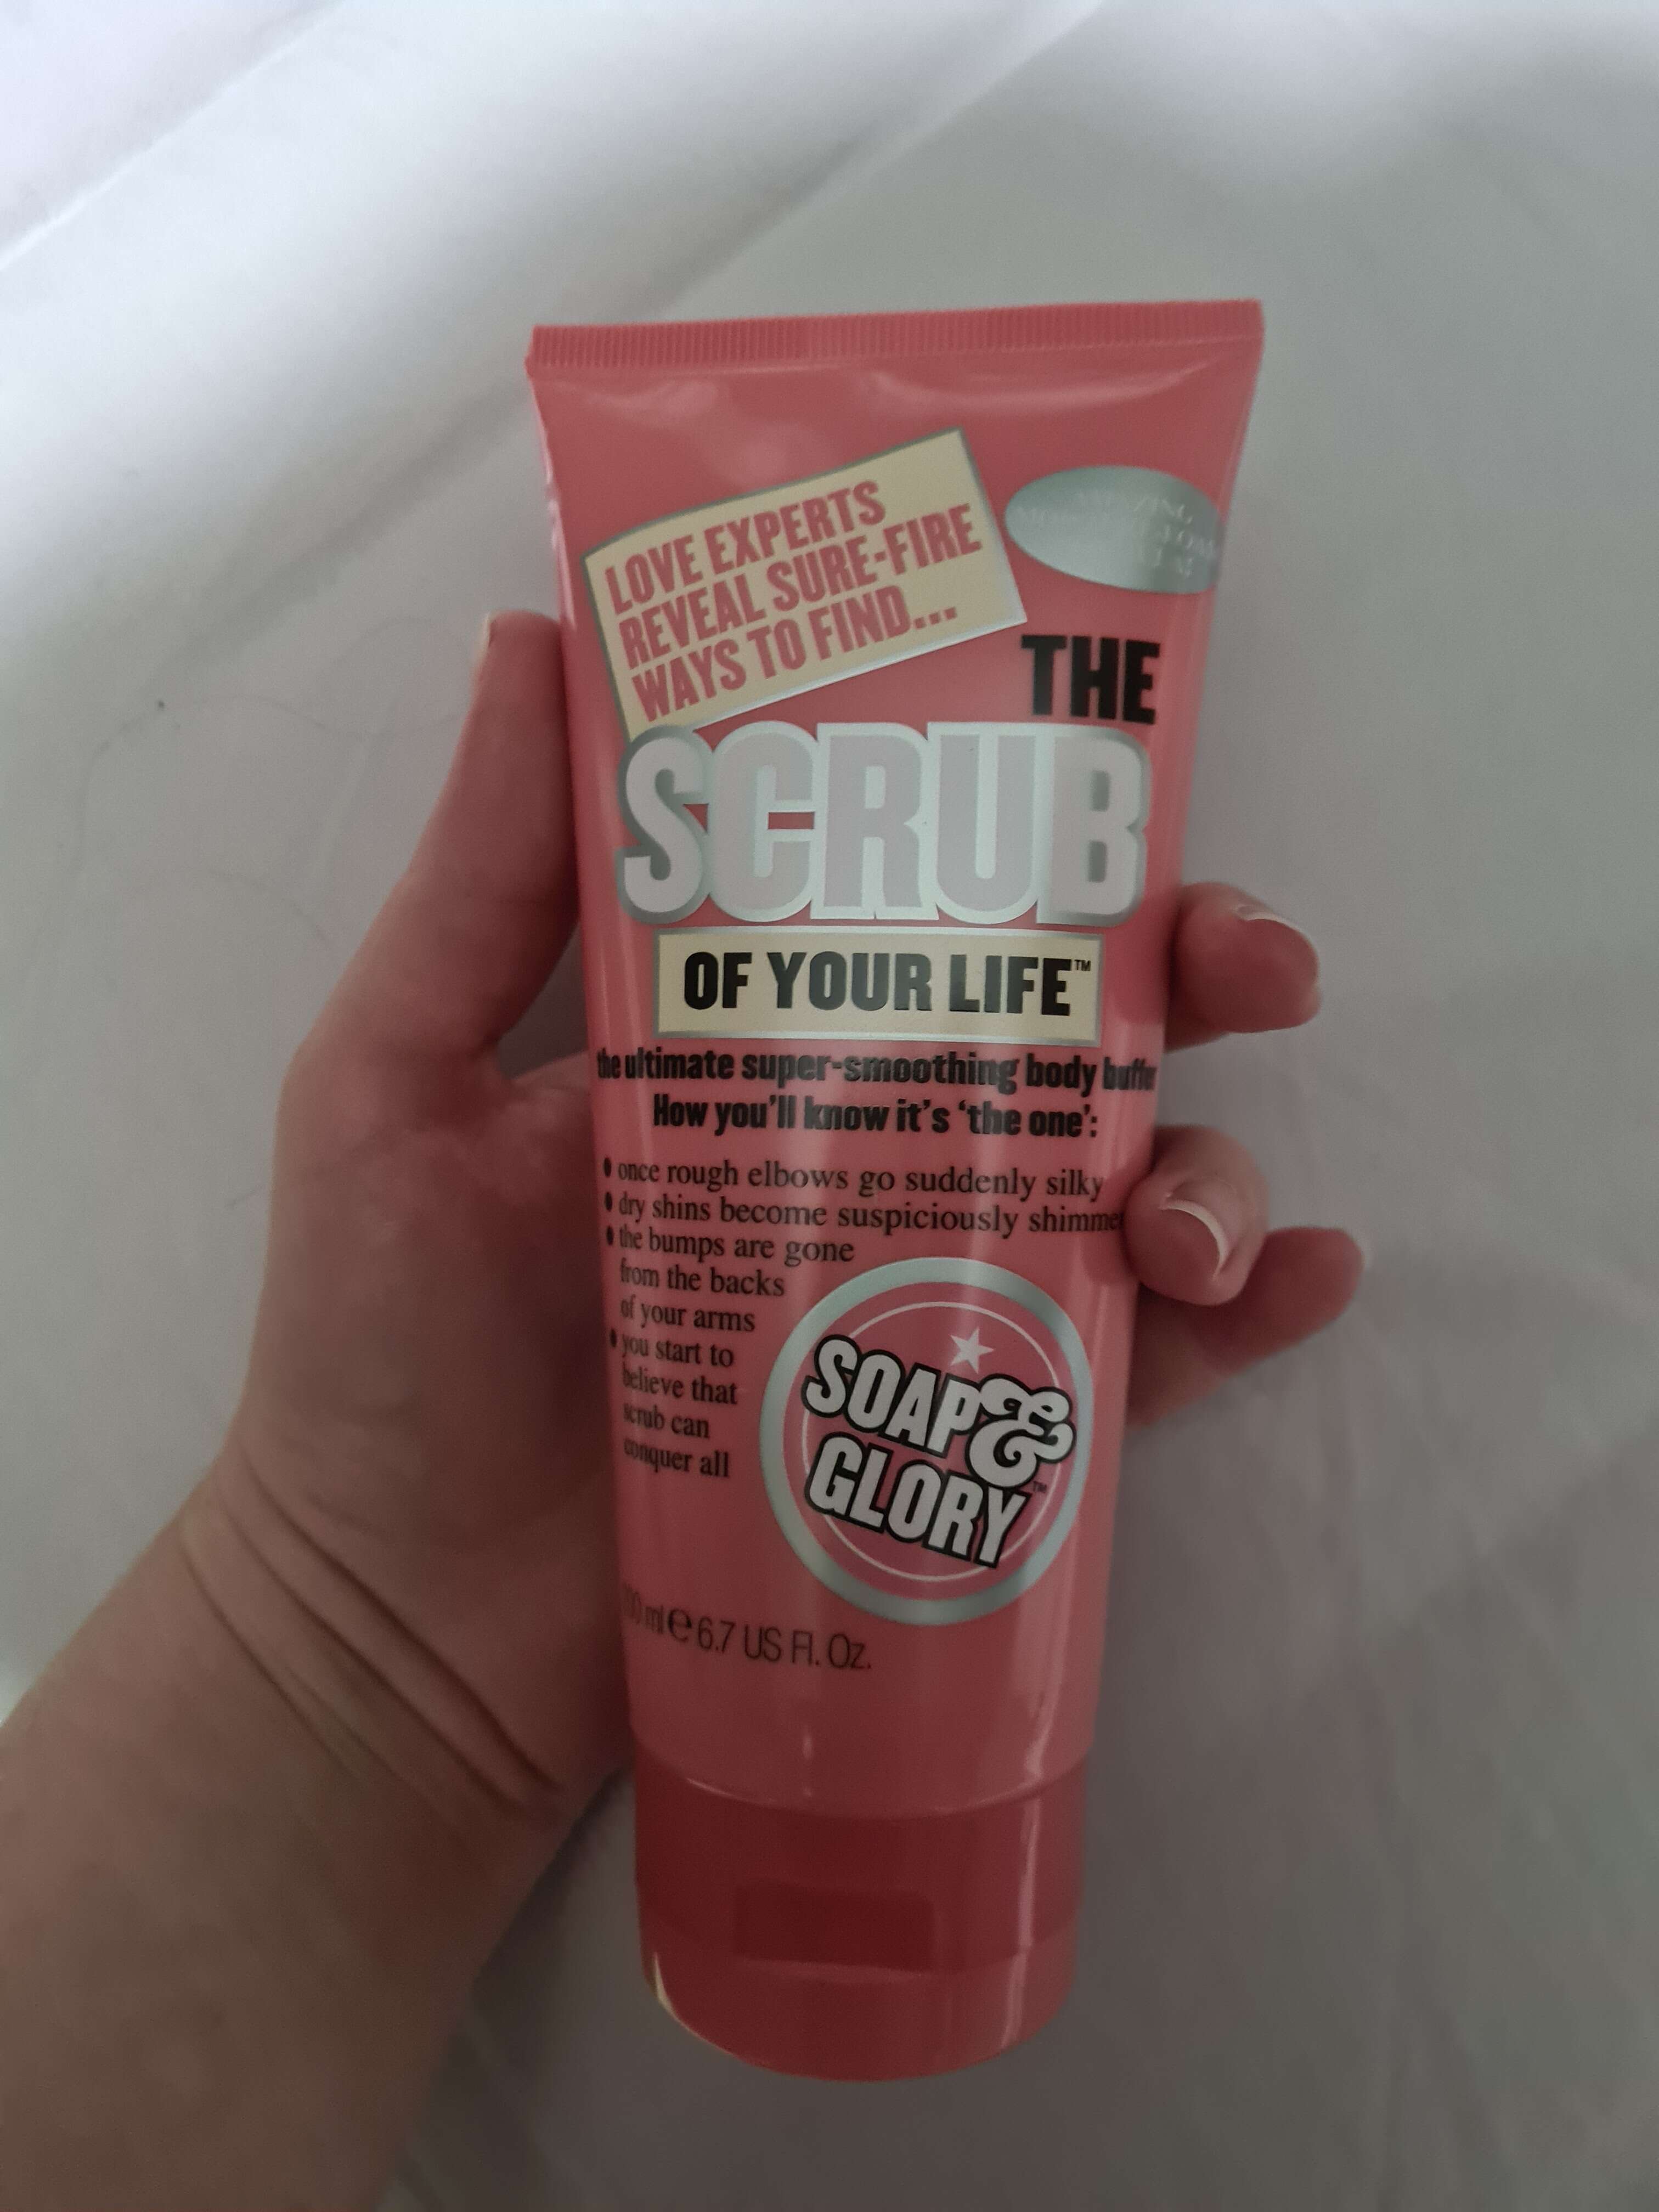 LOVE EXPERTS
REVEAL SURE-FIRE
WAYS TO FIND...
THE
SCRUB
OF YOUR LIFE™
the ultimate super-smoothing body buffer
How you'll know it's 'the one':
• once rough elbows go suddenly silky
• dry shins become suspiciously shimmer
• the bumps are gone
from the backs
of your arms
• you start to
believe that
scrub can
conquer all
SOAP &
GLORY™
ml e 6.7 US Fl. Oz.